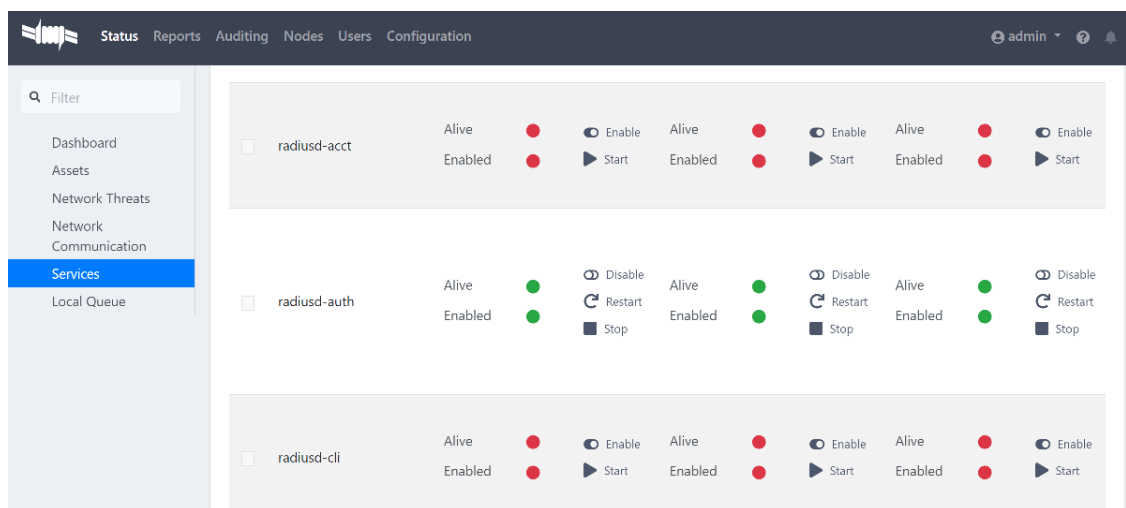 Status Reports Auditing Nodes Users Configuration admin
Filter
Dashboard
Assets
Network Threats
Network
Communication
Services
Local Queue
radiusd-acct
Alive Enable Alive Enable Alive Enable
Enabled Start Enabled Start Enabled Start
radiusd-auth
Disable Disable Disable
Alive Restart Alive Restart Alive Restart
Enabled Stop Enabled Stop Enabled Stop
radiusd-cli
Alive Enable Alive Enable Alive Enable
Enabled Start Enabled Start Enabled Start